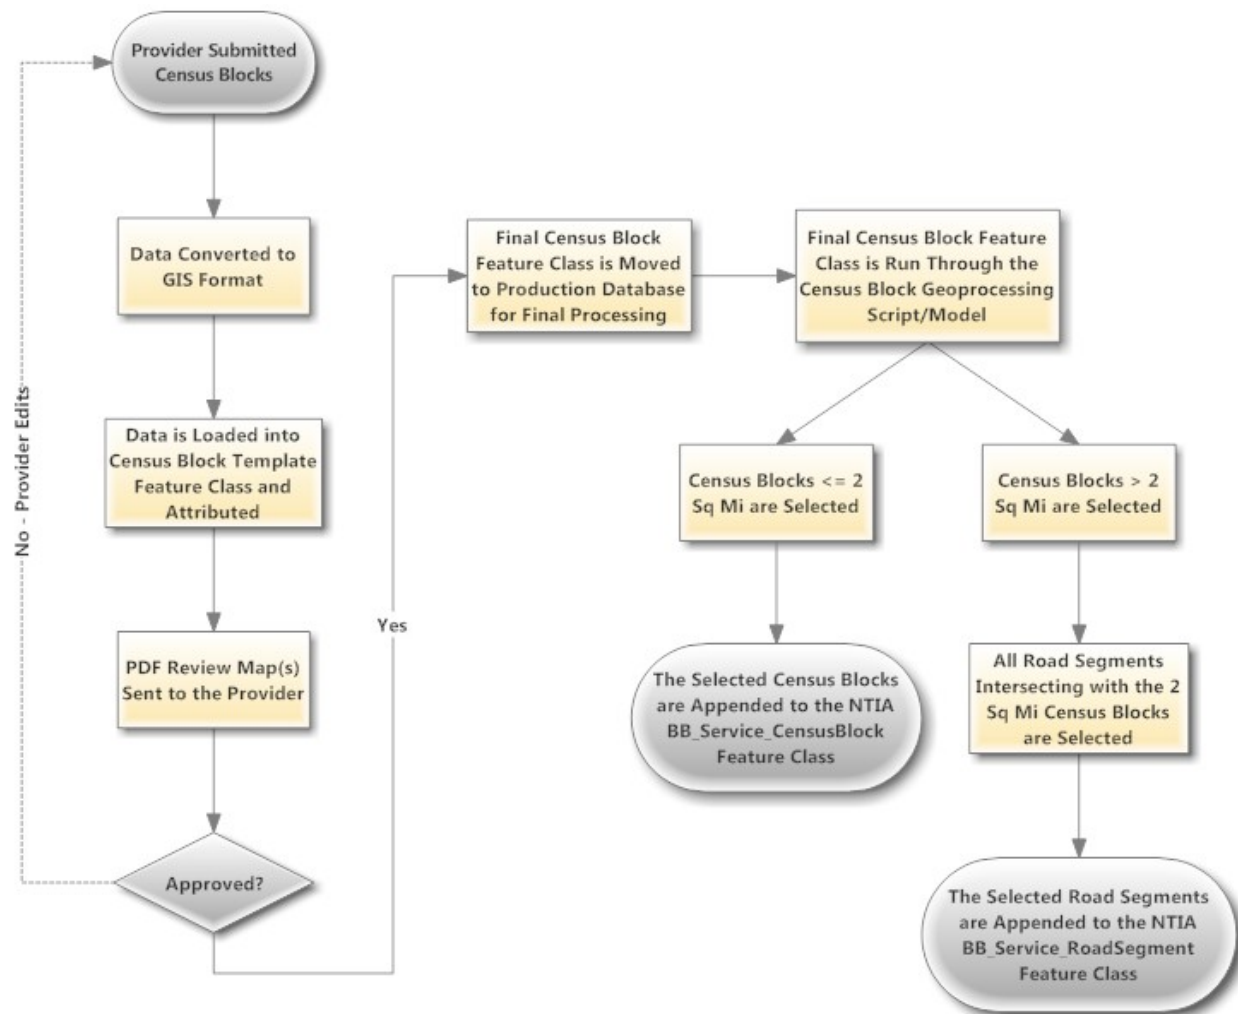 Provider Submitted
Census Blocks
Data Converted to
GIS Format
Data is Loaded into
Census Block Template
Feature Class and
Attributed
PDF Review Map(s)
Sent to the Provider
Approved?
No - Provider Edits
Yes
Final Census Block
Feature Class is Moved
to Production Database
for Final Processing
Final Census Block Feature
Class is Run Through the
Census Block Geoprocessing
Script/Model
Census Blocks <= 2
Sq Mi are Selected
The Selected Census Blocks
are Appended to the NTIA
BB_Service_CensusBlock
Feature Class
Census Blocks > 2
Sq Mi are Selected
All Road Segments
Intersecting with the 2
Sq Mi Census Blocks
are Selected
The Selected Road Segments
are Appended to the NTIA
BB_Service_RoadSegment
Feature Class